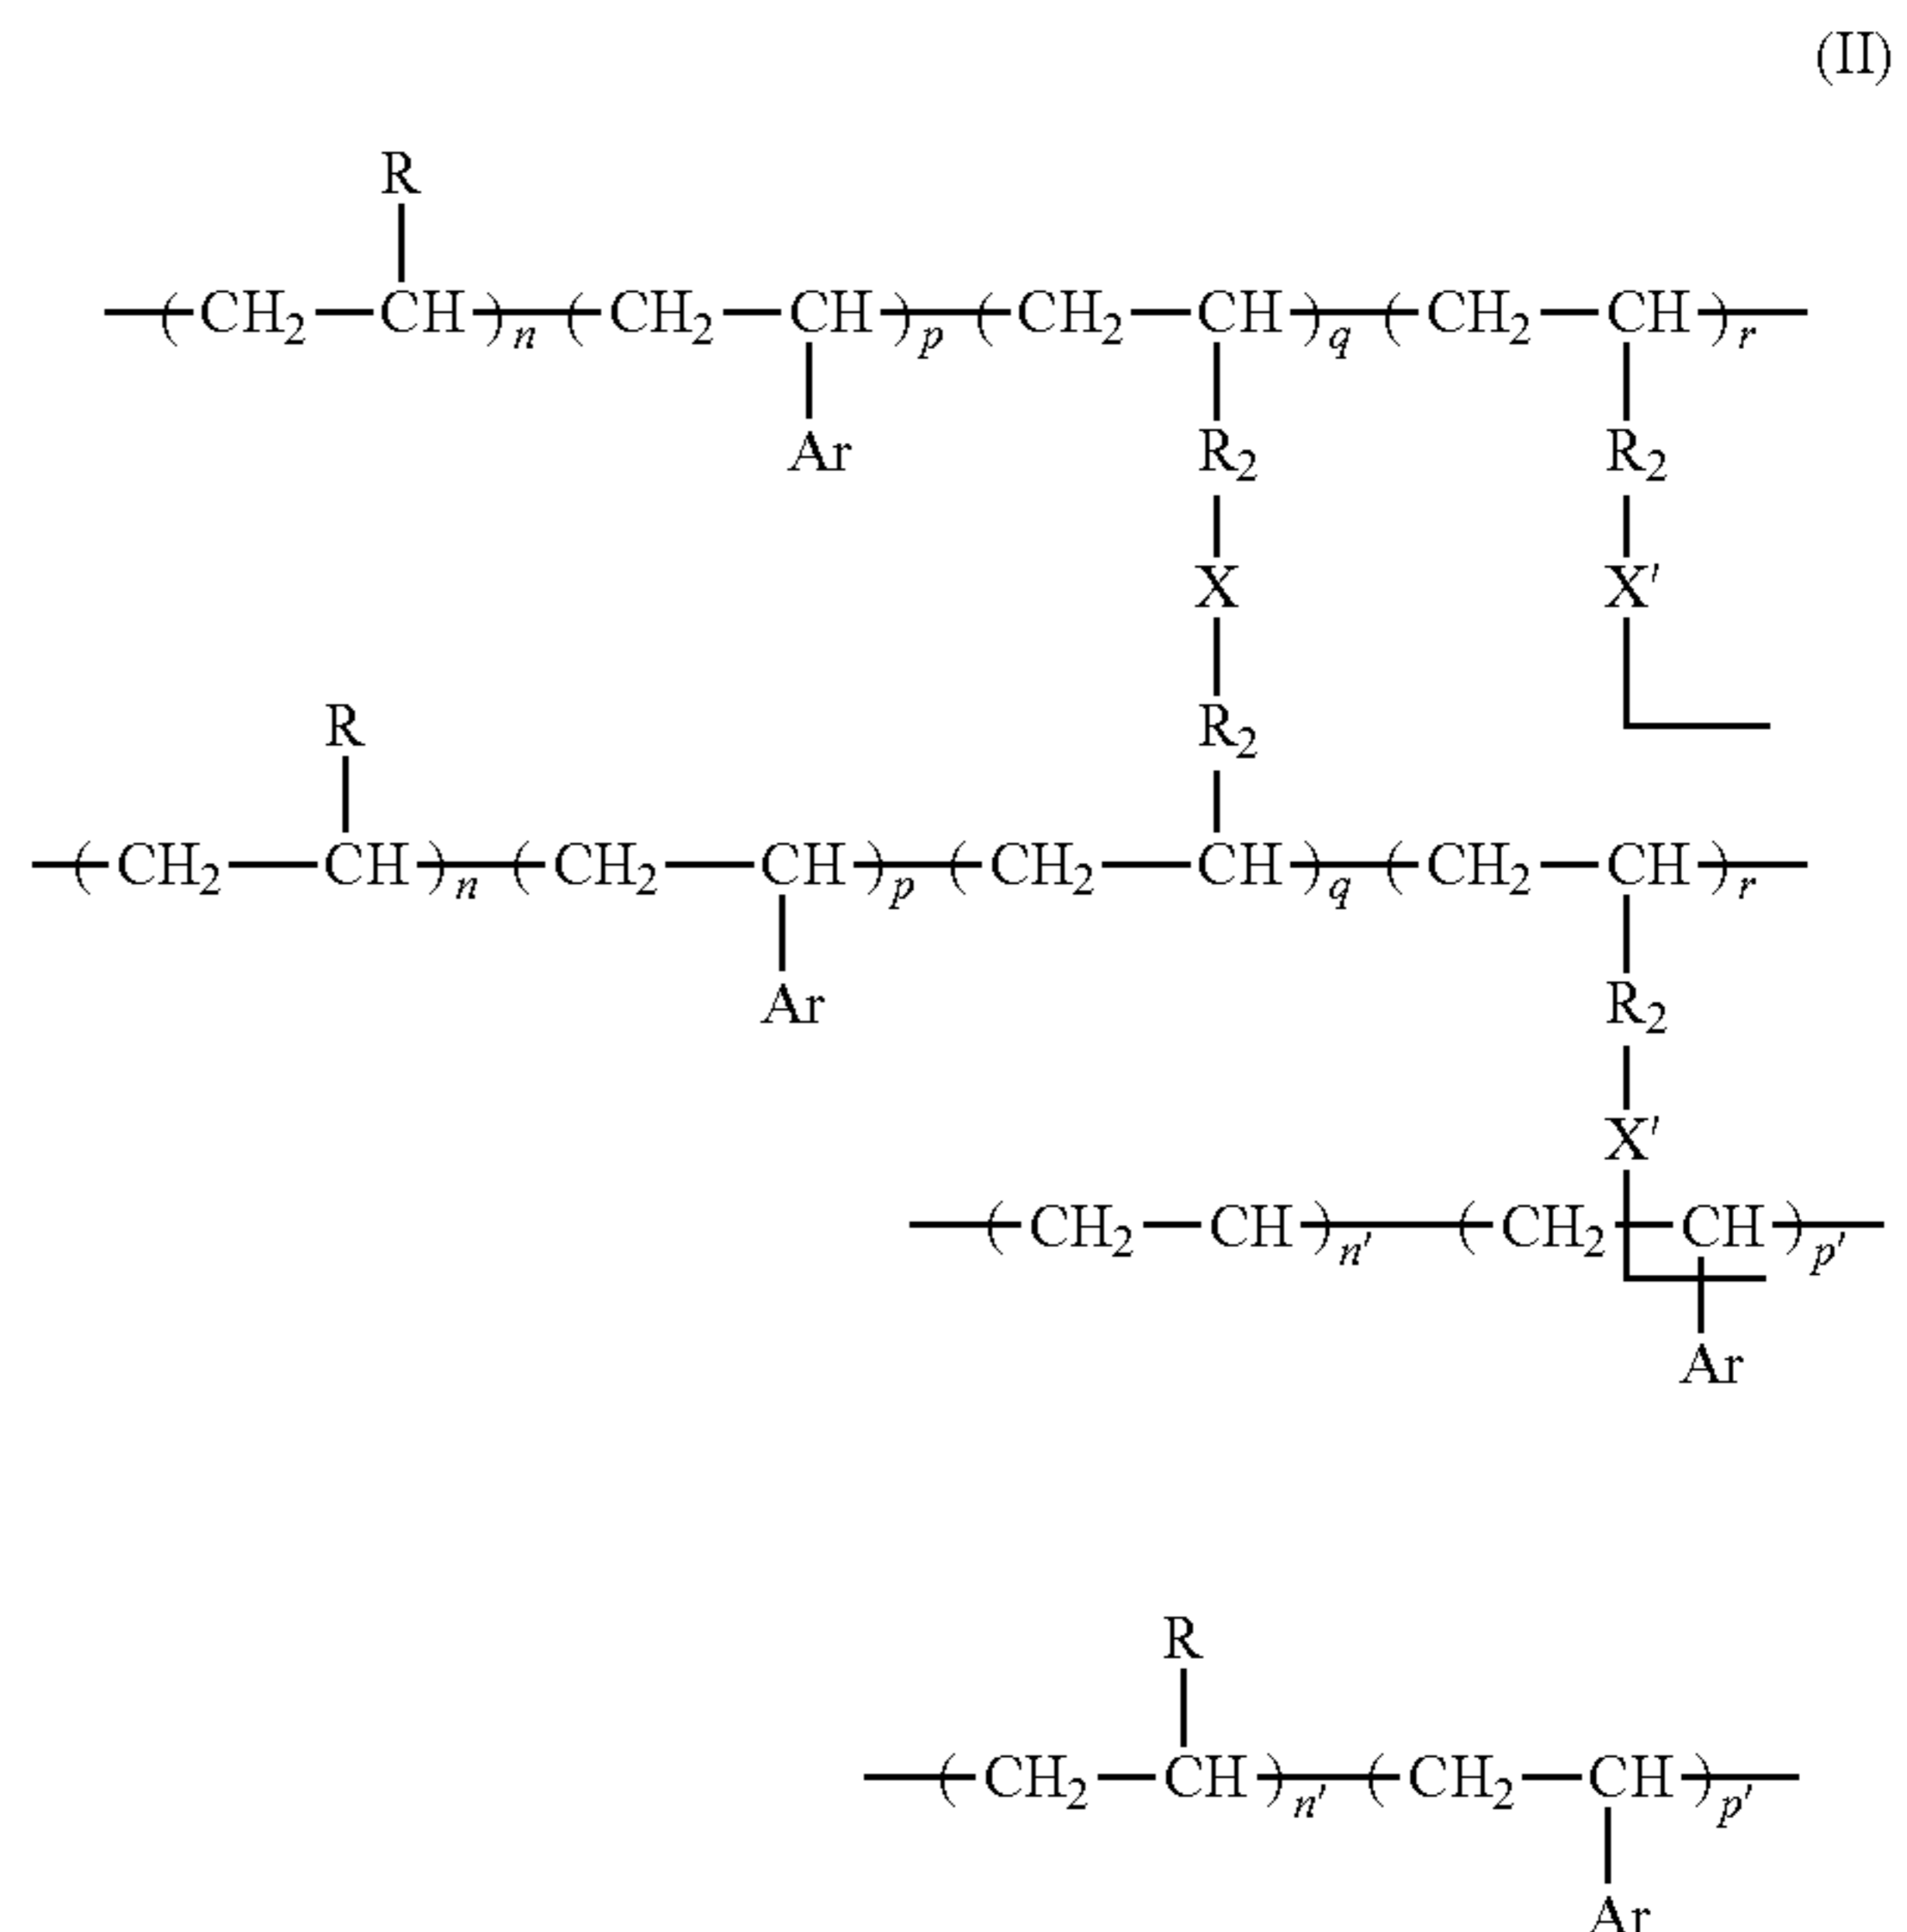 (II)
R
—(CH₂—CH)ₙ—(CH₂—CH)ₚ—(CH₂—CH)q—(CH₂—CH)ᵣ—
Ar R₂ R₂
X X′
R R₂
—(CH₂—CH)ₙ—(CH₂—CH)ₚ—(CH₂—CH)q—(CH₂—CH)ᵣ—
Ar R₂
X′
—(CH₂—CH)ₙ′—(CH₂—CH)ₚ′—
Ar
R
—(CH₂—CH)ₙ′—(CH₂—CH)ₚ′—
Ar